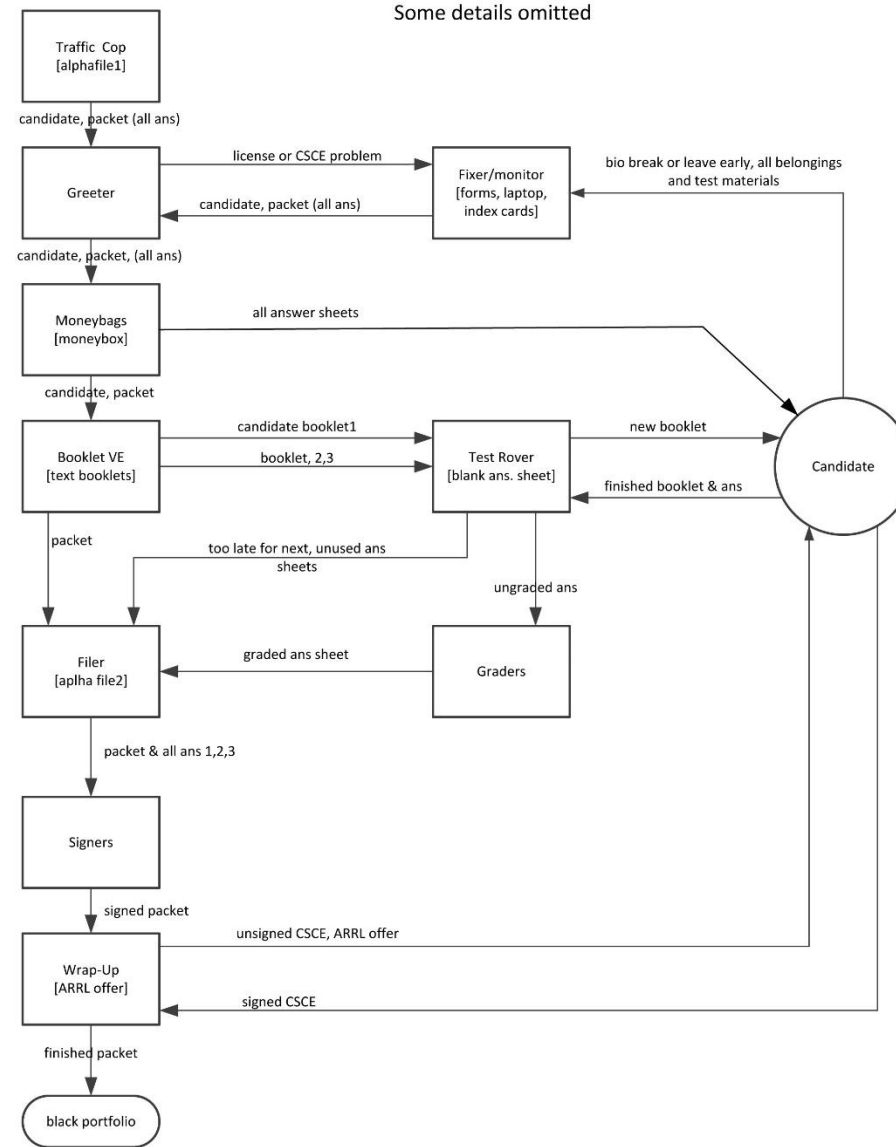 Some details omitted
Traffic Cop
[alphafile1]
candidate, packet (all ans)
Greeter
license or CSCE problem
candidate, packet (all ans)
Fixer/monitor
[forms, laptop,
index cards]
bio break or leave early, all belongings
and test materials
candidate, packet, (all ans)
Moneybags
[moneybox]
all answer sheets
candidate, packet
Booklet VE
[text booklets]
candidate booklet1
booklet, 2,3
Test Rover
[blank ans. sheet]
new booklet
finished booklet & ans
Candidate
packet
too late for next, unused ans
sheets
ungraded ans
Filer
[aplha file2]
graded ans sheet
Graders
packet & all ans 1,2,3
Signers
signed packet
Wrap-Up
[ARRL offer]
unsigned CSCE, ARRL offer
signed CSCE
finished packet
black portfolio